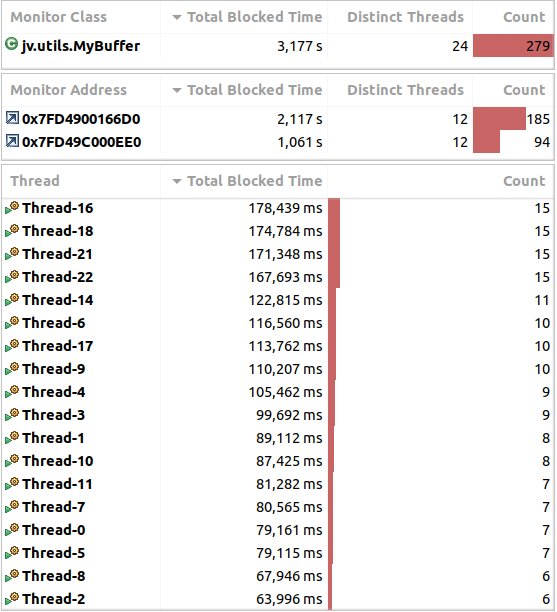 Monitor Class Total Blocked Time Distinct Threads Count
jv.utils.MyBuffer 3,177 s 24 279
Monitor Address Total Blocked Time Distinct Threads Count
0x7FD4900166D0 2,117 s 12 185
0x7FD49C000EE0 1,061 s 12 94
Thread Total Blocked Time Count
Thread-16 178,439 ms 15
Thread-18 174,784 ms 15
Thread-21 171,348 ms 15
Thread-22 167,693 ms 15
Thread-14 122,815 ms 11
Thread-6 116,560 ms 10
Thread-17 113,762 ms 10
Thread-9 110,207 ms 10
Thread-4 105,462 ms 9
Thread-3 99,692 ms 9
Thread-1 89,112 ms 8
Thread-10 87,425 ms 8
Thread-11 81,282 ms 7
Thread-7 80,565 ms 7
Thread-0 79,161 ms 7
Thread-5 79,115 ms 7
Thread-8 67,946 ms 6
Thread-2 63,996 ms 6